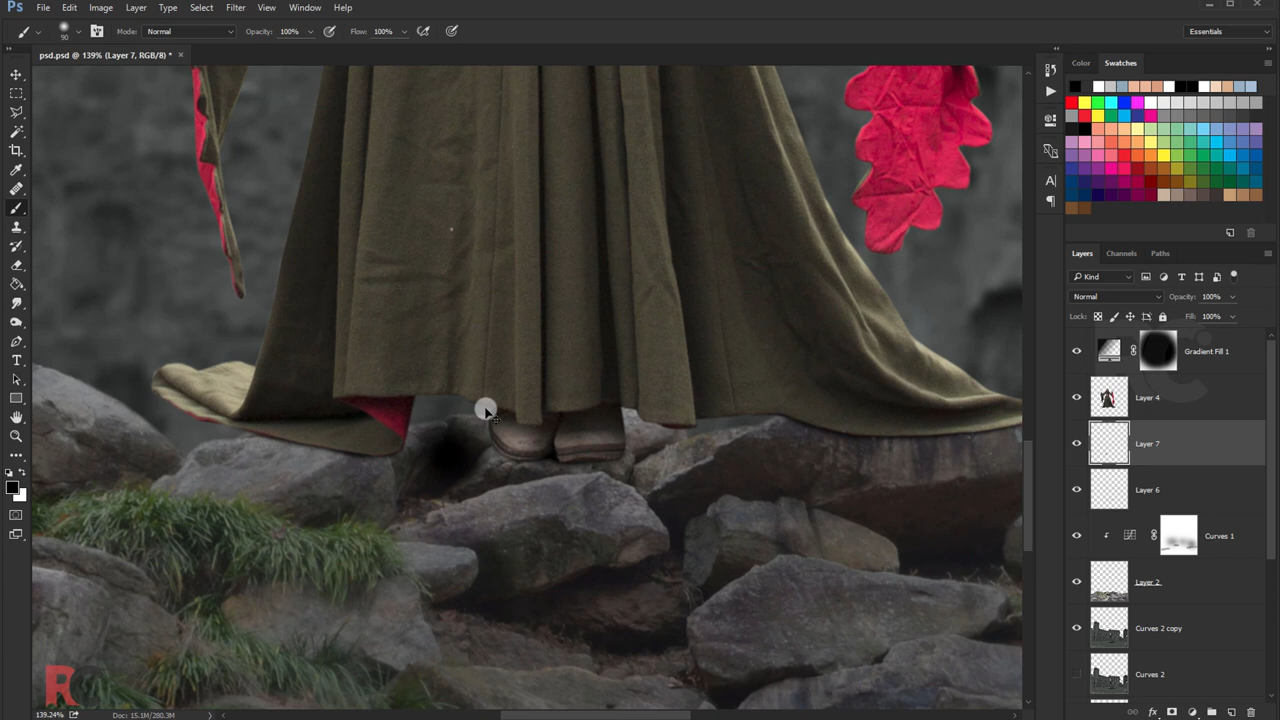 Ps File Edit Image Layer Type Select Filter View Window Help
90 Mode: Normal Opacity: 100% Flow: 100% Essentials
psd.psd @ 139% (Layer 7, RGB/8) * ×
Color Swatches
Layers Channels Paths
Kind
Normal Opacity: 100%
Lock: Fill: 100%
Gradient Fill 1
Layer 4
Layer 7
Layer 6
Curves 1
Layer 2
Curves 2 copy
Curves 2
R
139.24% Doc: 15.1M/280.3M
fx